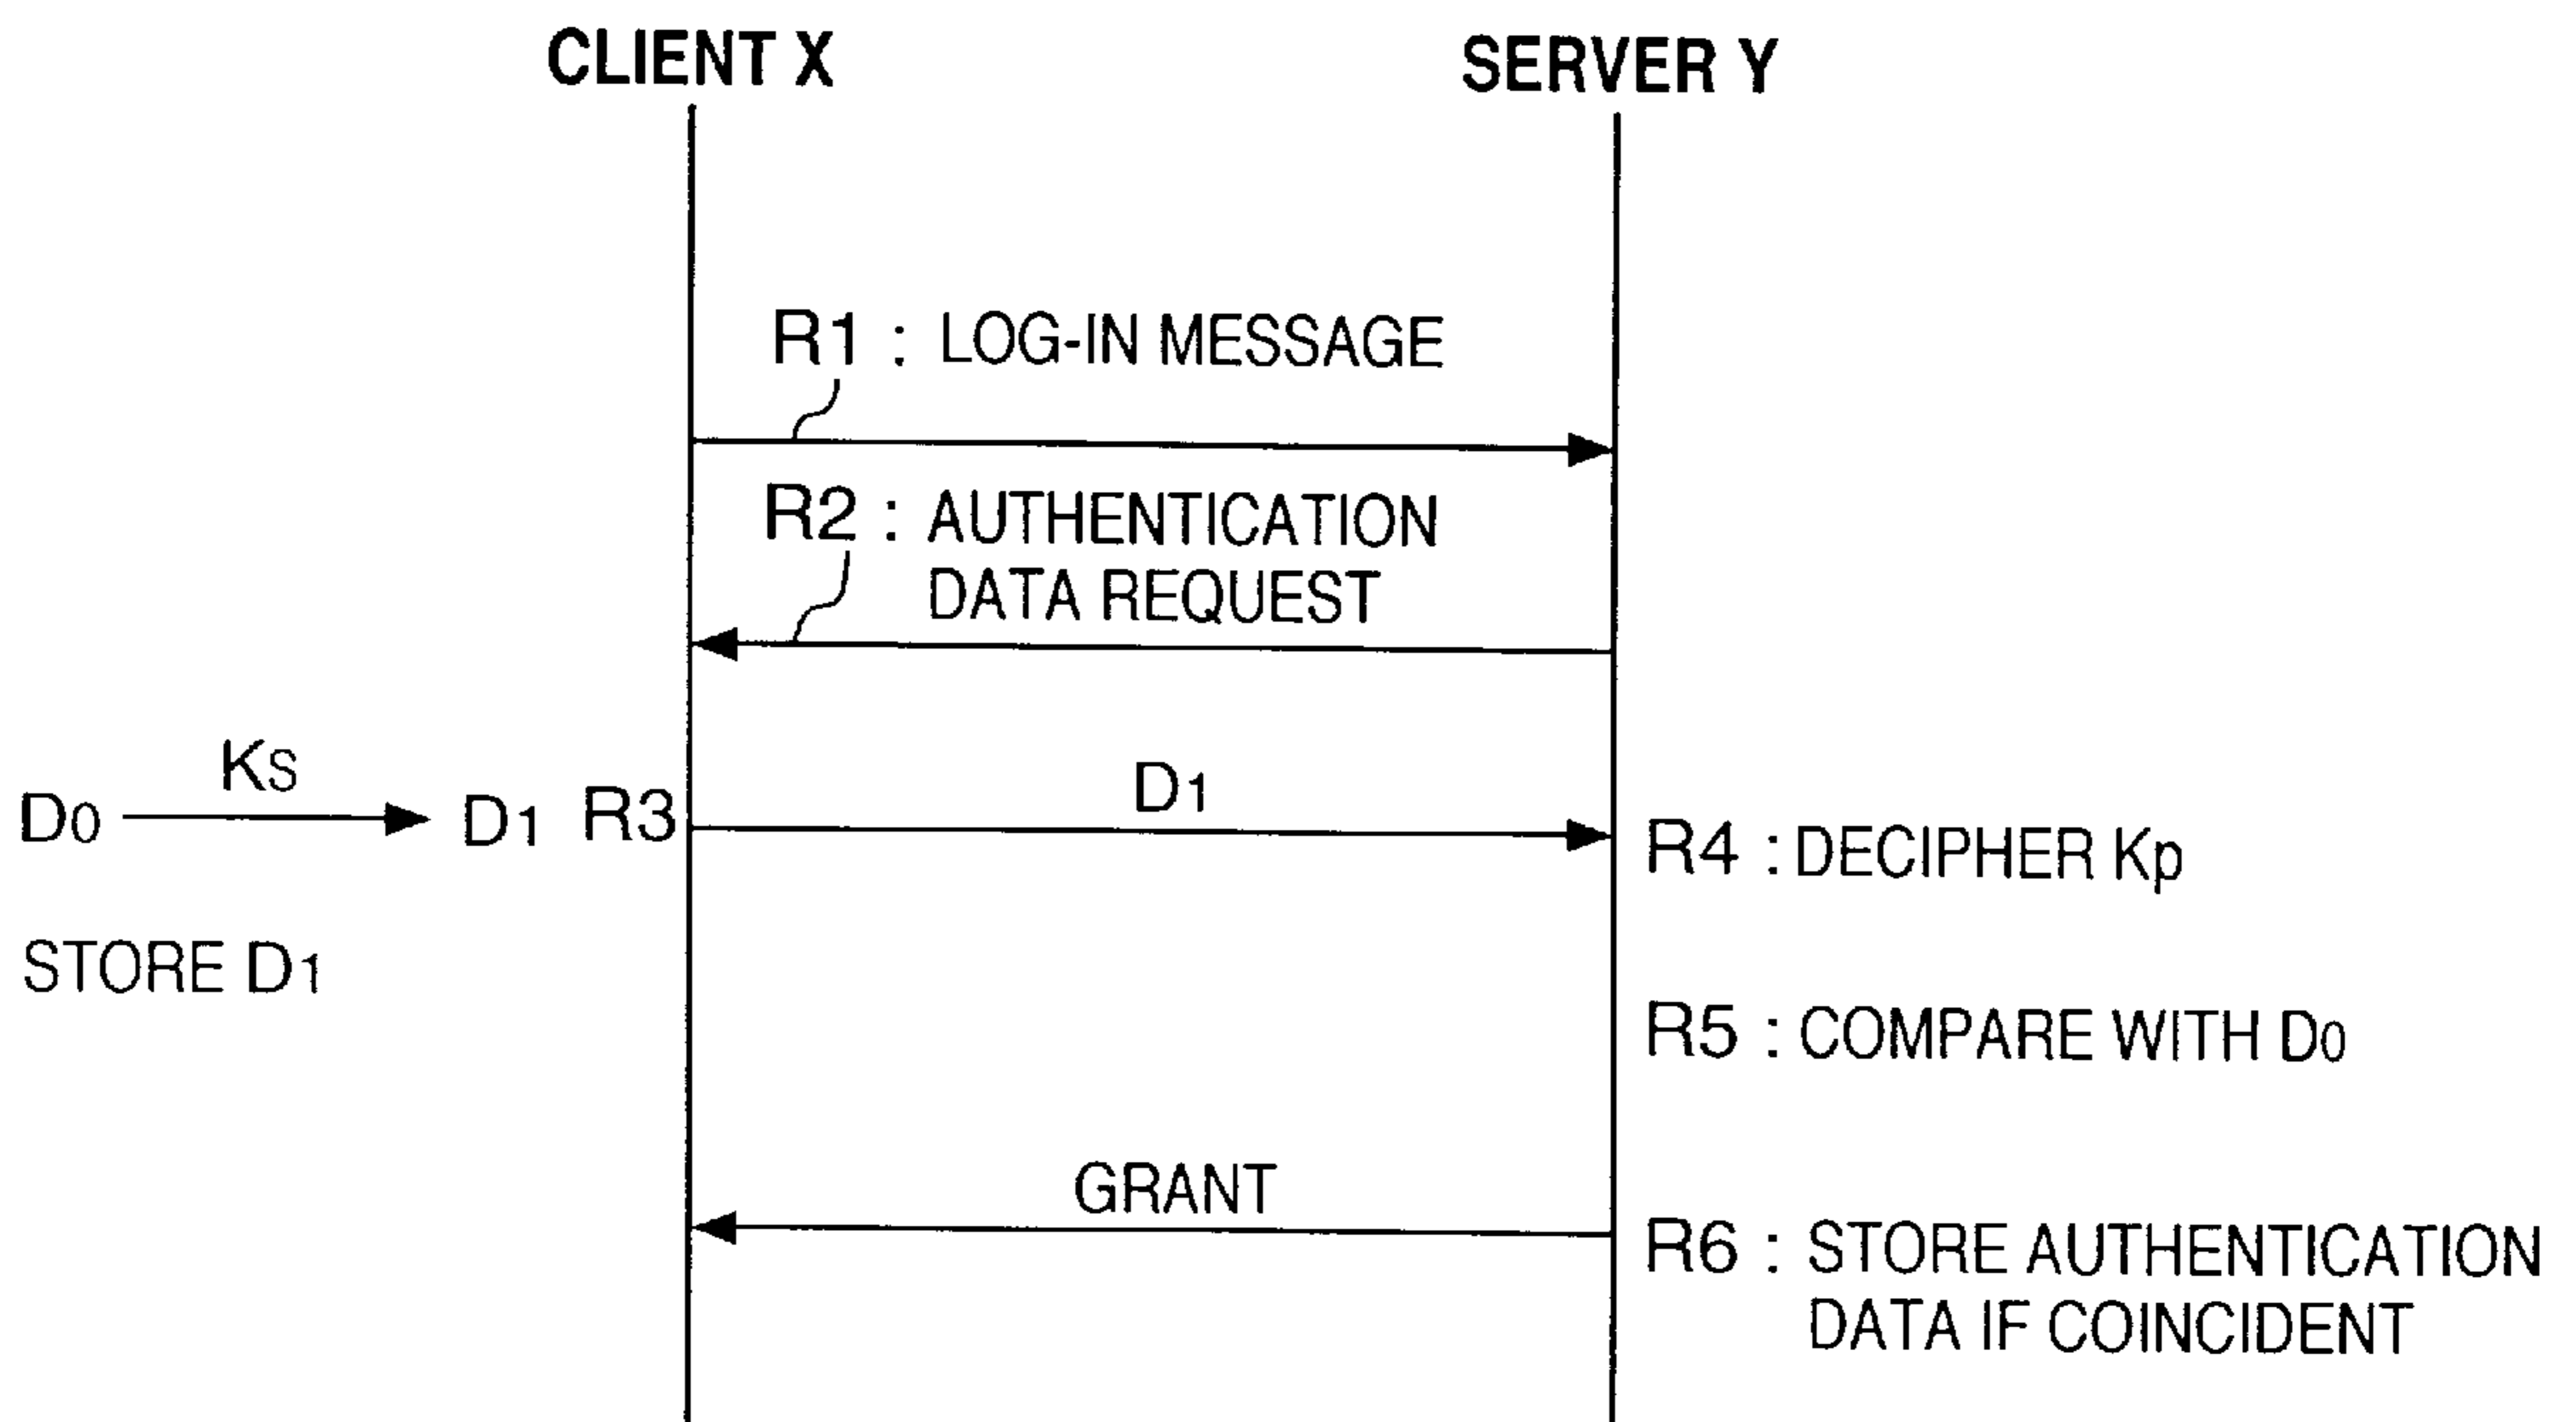 CLIENT X
SERVER Y
R1 : LOG-IN MESSAGE
R2 : AUTHENTICATION
DATA REQUEST
Ks
D0 D1 R3
D1
R4 : DECIPHER Kp
STORE D1
R5 : COMPARE WITH D0
GRANT
R6 : STORE AUTHENTICATION
DATA IF COINCIDENT